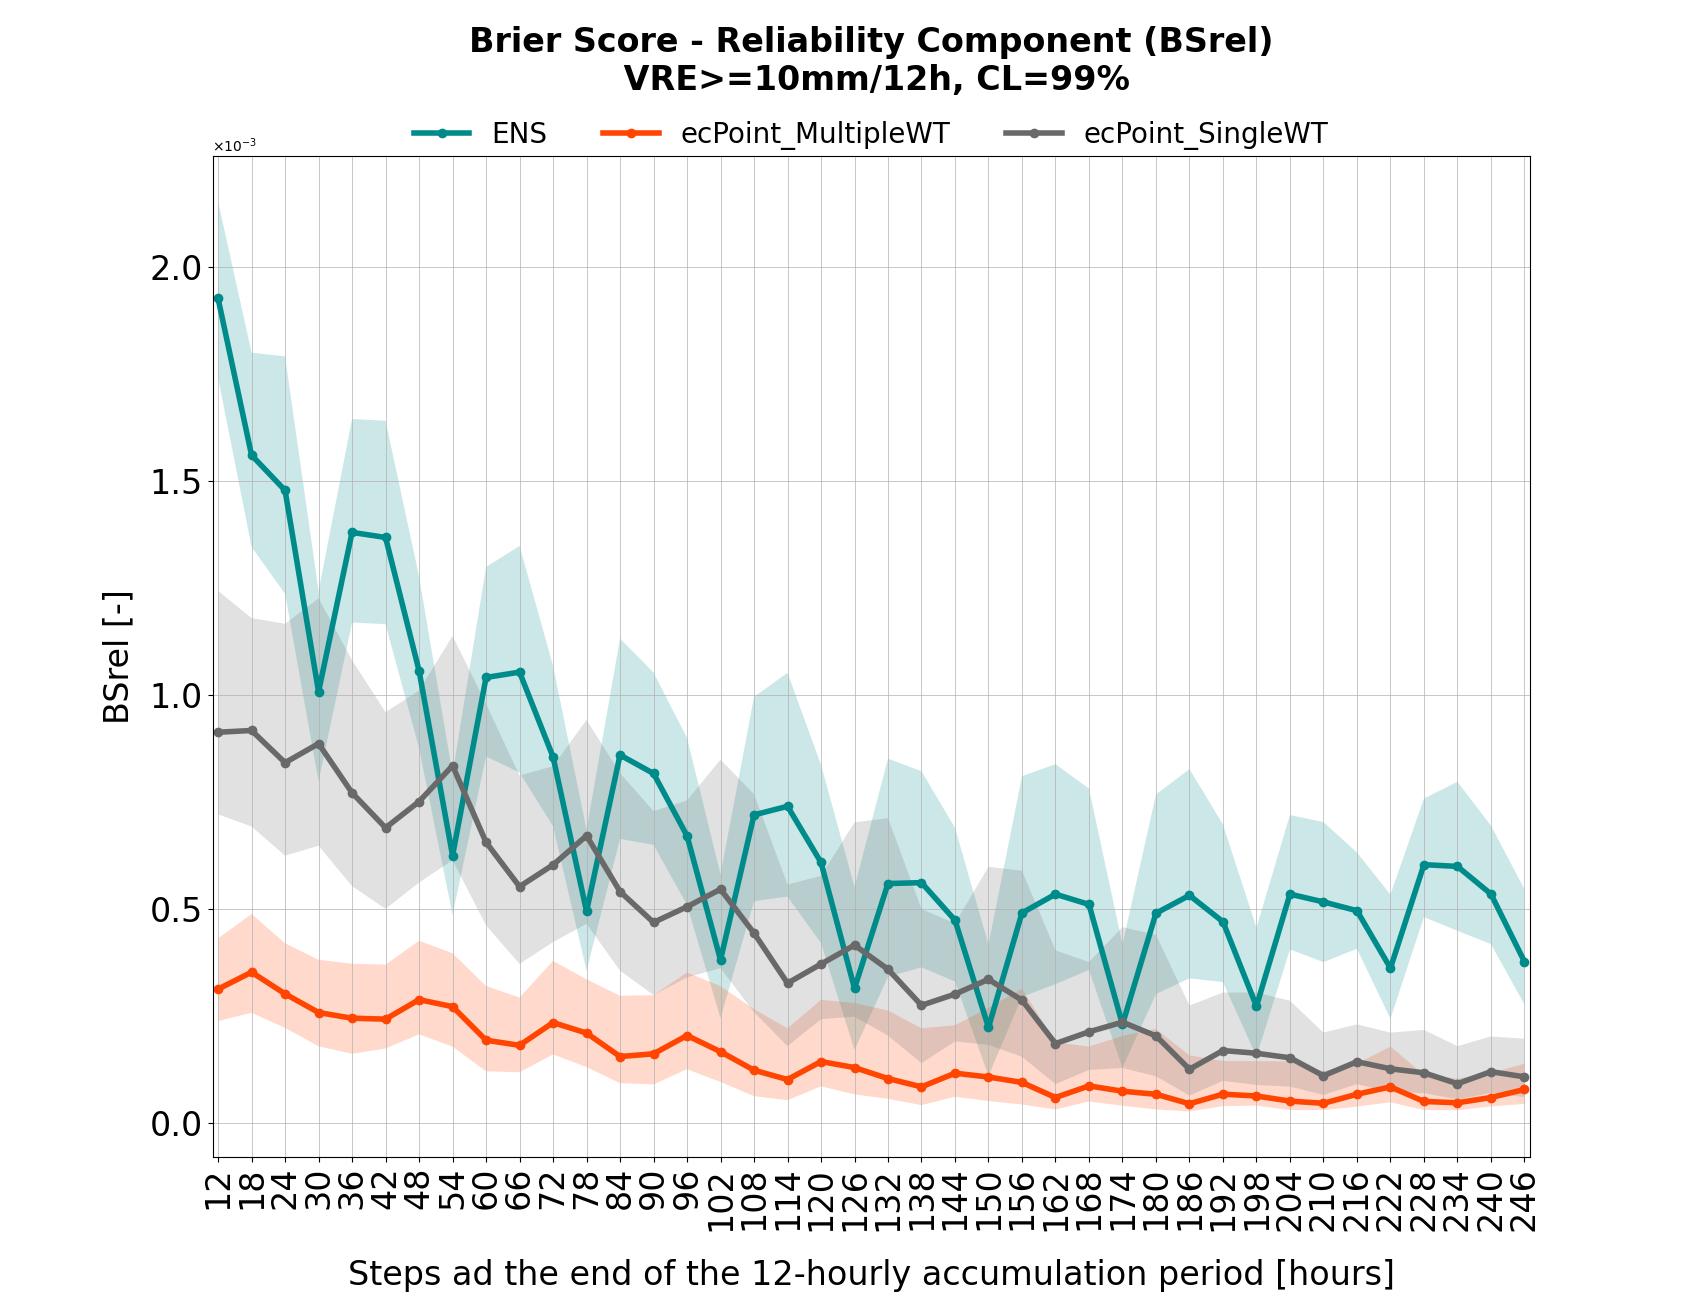 Brier Score - Reliability Component (BSrel)
VRE>=10mm/12h, CL=99%
ENS ecPoint_MultipleWT ecPoint_SingleWT
×10⁻³
2.0
1.5
1.0
0.5
0.0
BSrel [-]
12 18 24 30 36 42 48 54 60 66 72 78 84 90 96 102 108 114 120 126 132 138 144 150 156 162 168 174 180 186 192 198 204 210 216 222 228 234 240 246
Steps ad the end of the 12-hourly accumulation period [hours]